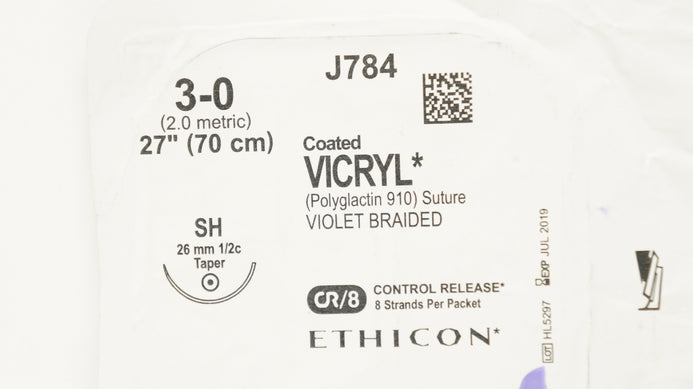 J784
3-0
(2.0 metric)
27" (70 cm)
Coated
VICRYL*
(Polyglactin 910) Suture
VIOLET BRAIDED
SH
26 mm 1/2c
Taper
CR/8
CONTROL RELEASE*
8 Strands Per Packet
ETHICON*
EXP JUL 2019
LOT HL5297